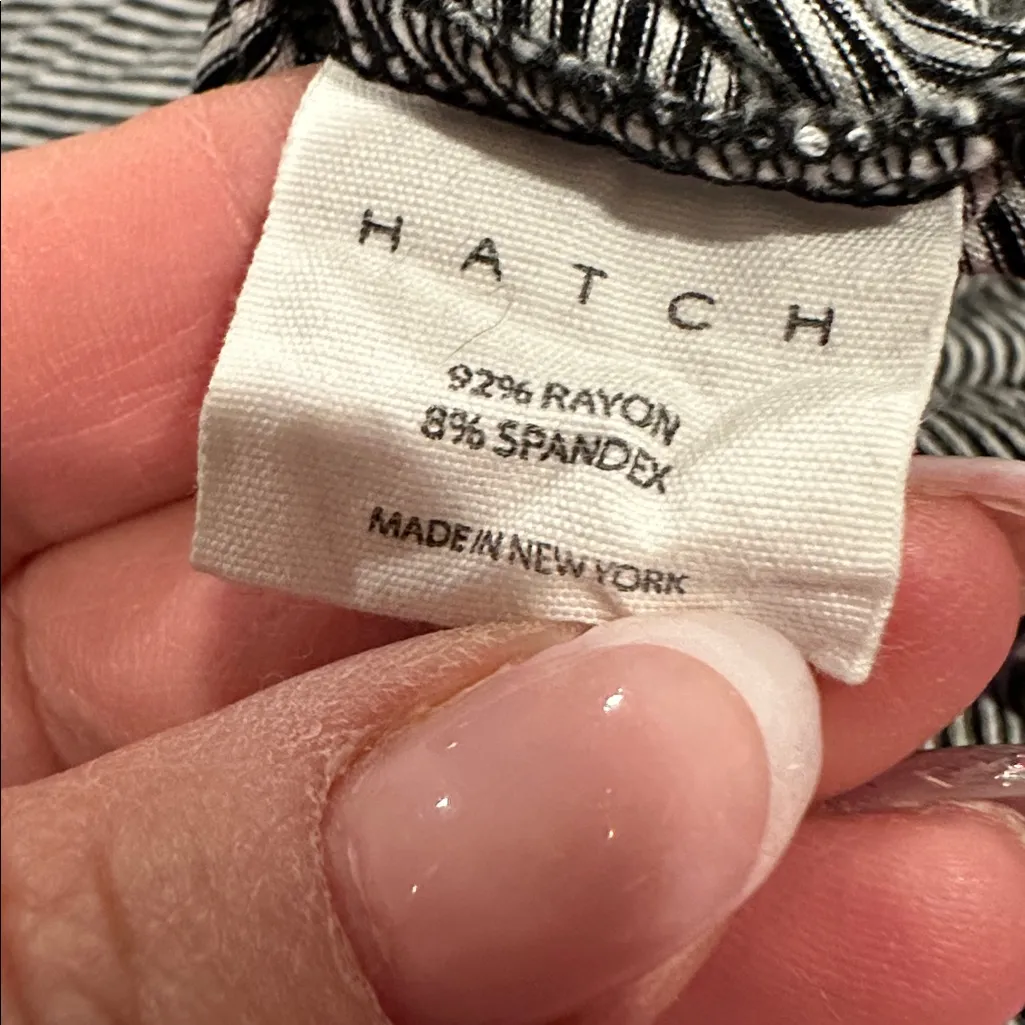 HATCH
92% RAYON
8% SPANDEX
MADE IN NEW YORK